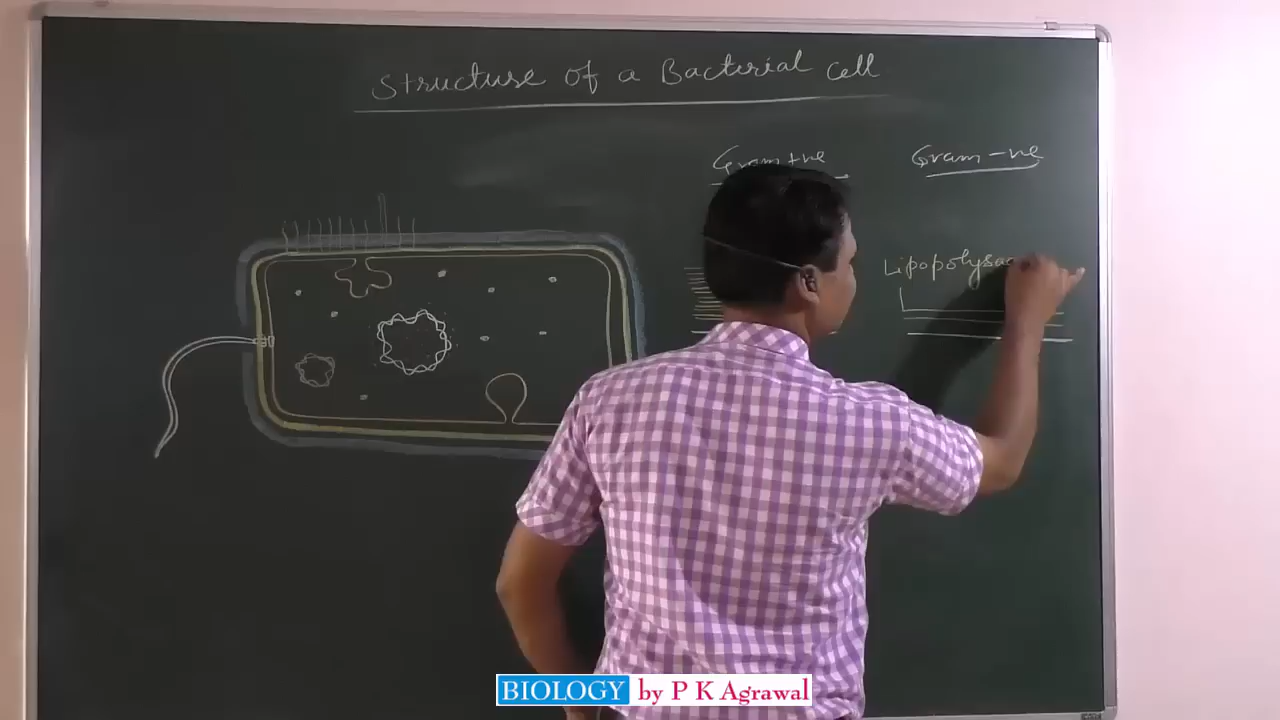 Structure of a Bacterial cell
Gram +ve
Gram -ve
Lipopolysac
BIOLOGY by P K Agrawal